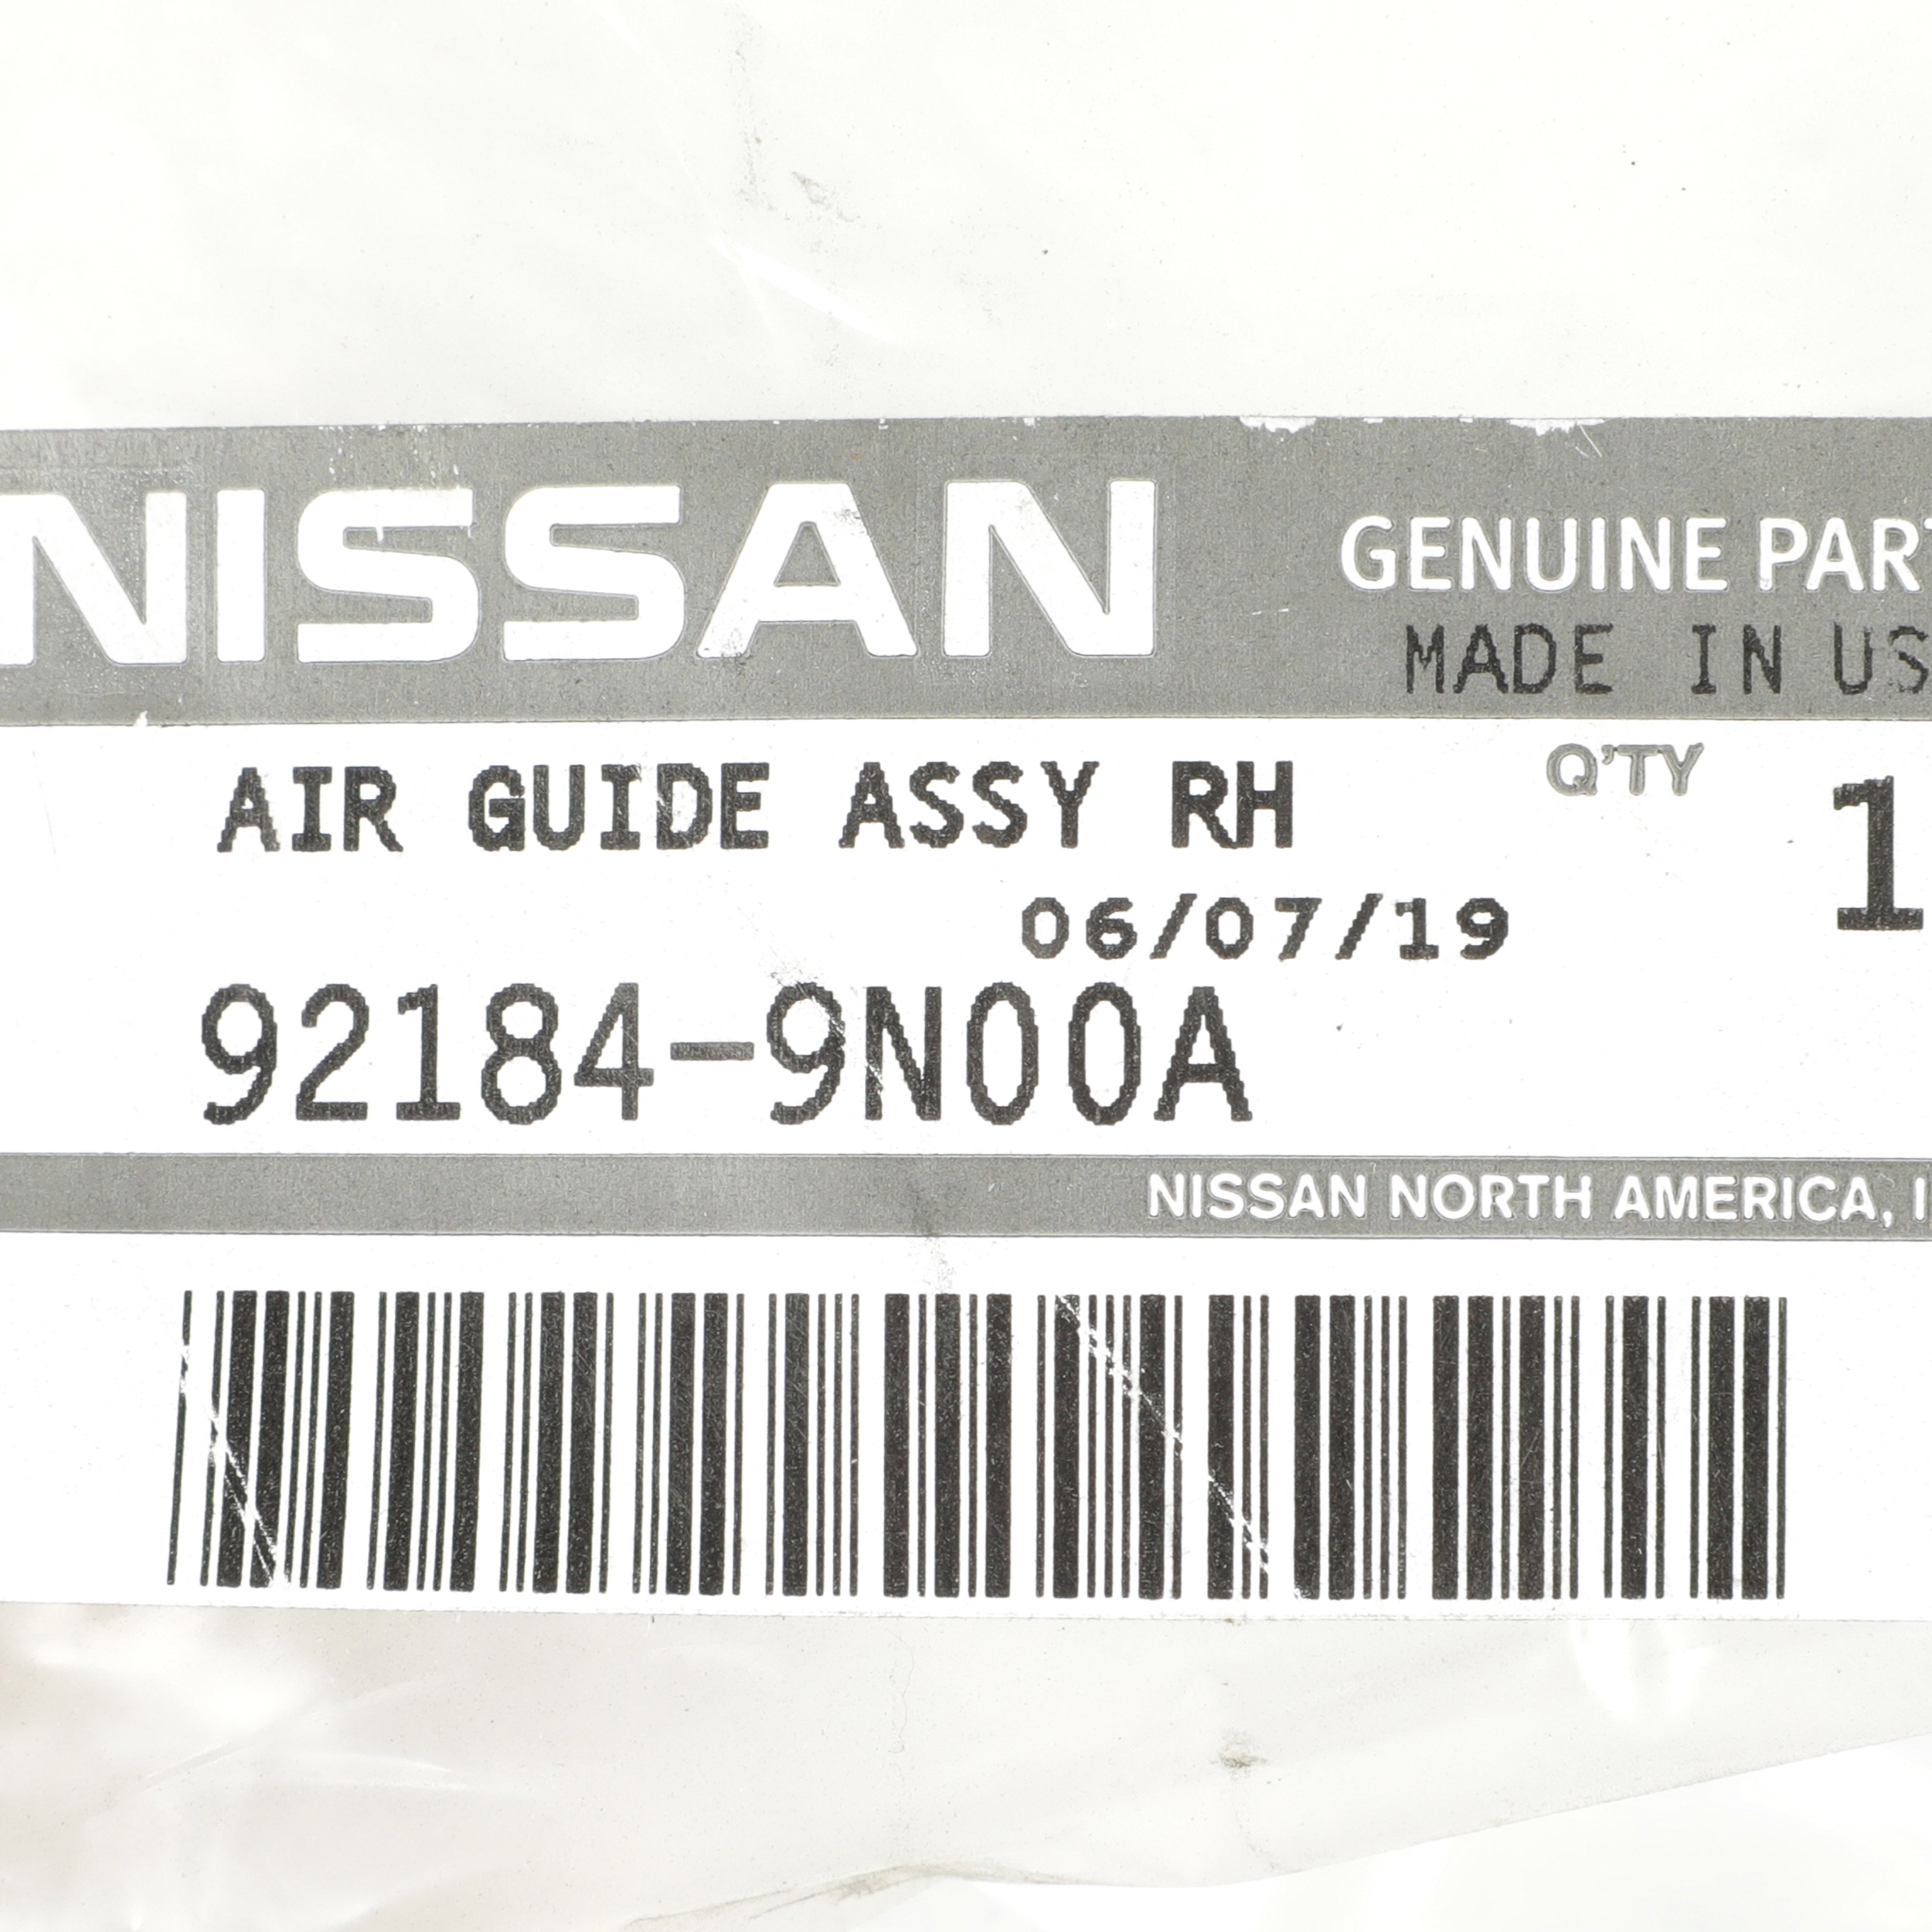 NISSAN
GENUINE PART
MADE IN US
AIR GUIDE ASSY RH
Q'TY 1
06/07/19
92184-9N00A
NISSAN NORTH AMERICA, I